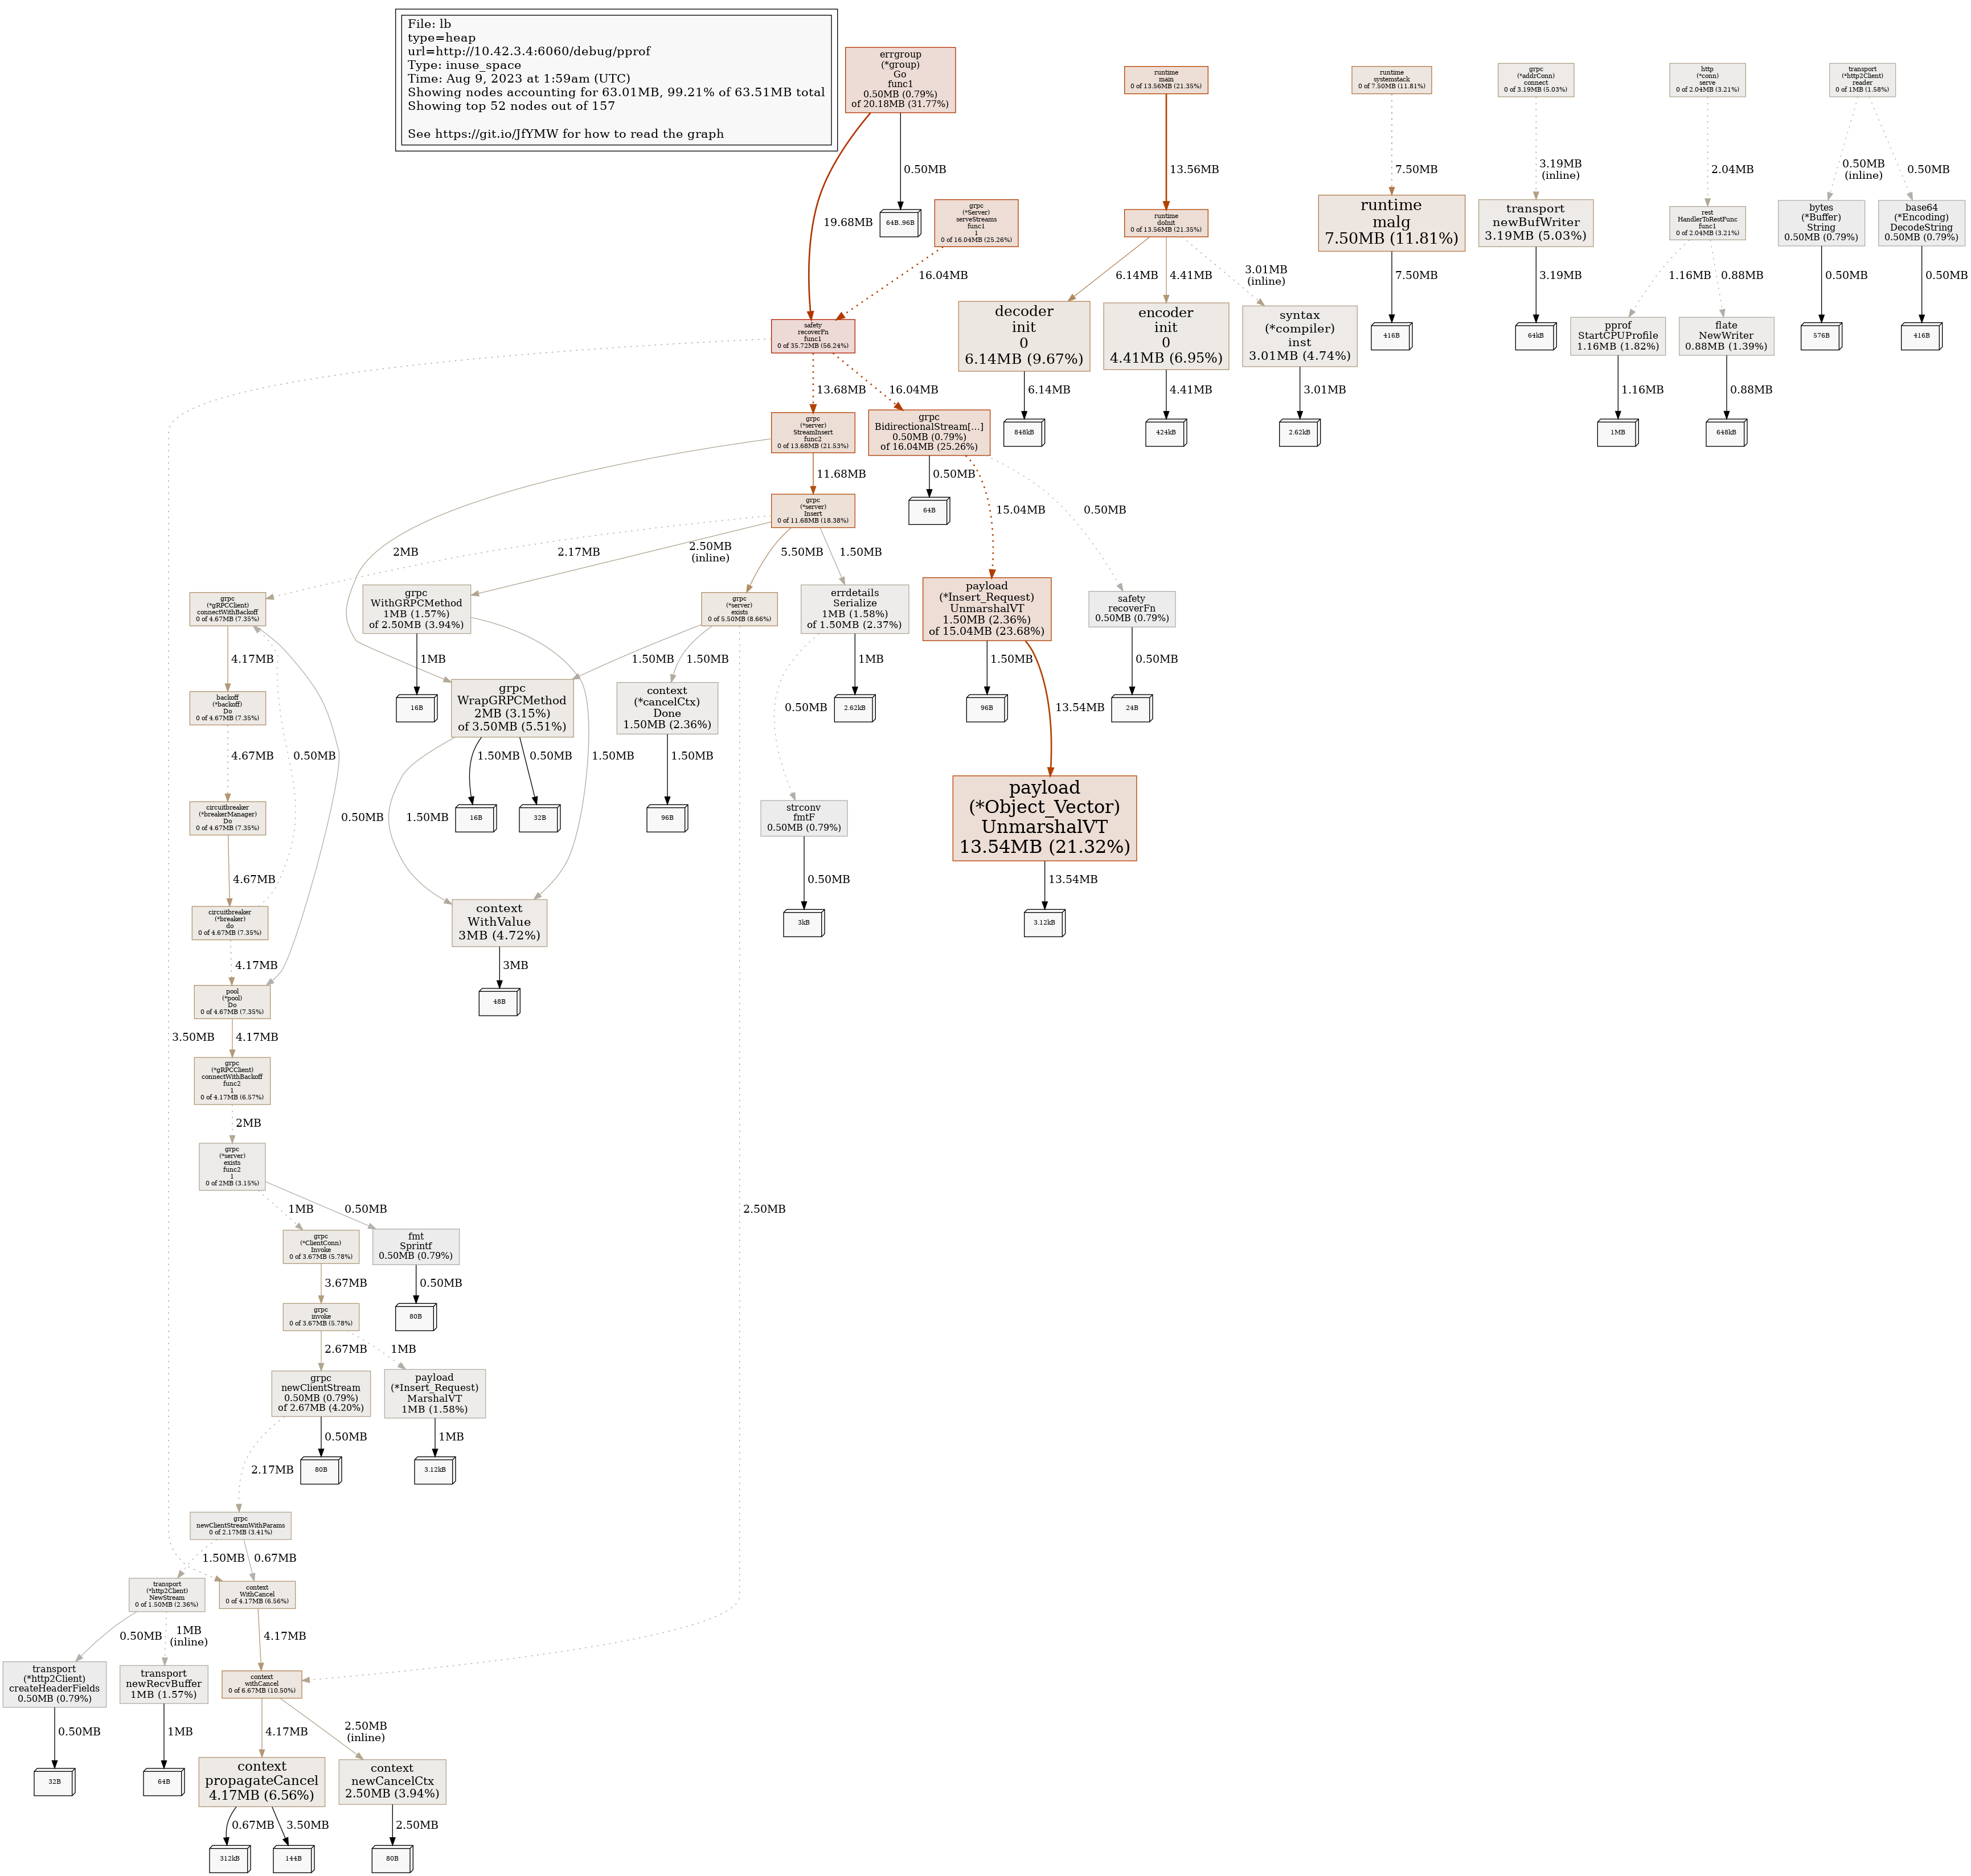 File: lb
type=heap
url=http://10.42.3.4:6060/debug/pprof
Type: inuse_space
Time: Aug 9, 2023 at 1:59am (UTC)
Showing nodes accounting for 63.01MB, 99.21% of 63.51MB total
Showing top 52 nodes out of 157
See https://git.io/JfYMW for how to read the graph
errgroup
(*group)
Go
func1
0.50MB (0.79%)
of 20.18MB (31.77%)
runtime
main
0 of 13.56MB (21.35%)
runtime
systemstack
0 of 7.50MB (11.81%)
grpc
(*addrConn)
connect
0 of 3.19MB (5.03%)
http
(*conn)
serve
0 of 2.04MB (3.21%)
transport
(*http2Client)
reader
0 of 1MB (1.58%)
19.68MB
0.50MB
13.56MB
7.50MB
3.19MB
(inline)
2.04MB
0.50MB
(inline)
0.50MB
64B..96B
grpc
(*Server)
serveStreams
func1
1
0 of 16.04MB (25.26%)
runtime
doInit
0 of 13.56MB (21.35%)
runtime
malg
7.50MB (11.81%)
transport
newBufWriter
3.19MB (5.03%)
rest
HandlerToRestFunc
func1
0 of 2.04MB (3.21%)
bytes
(*Buffer)
String
0.50MB (0.79%)
base64
(*Encoding)
DecodeString
0.50MB (0.79%)
16.04MB
6.14MB
4.41MB
3.01MB
(inline)
7.50MB
3.19MB
1.16MB
0.88MB
0.50MB
0.50MB
safety
recoverFn
func1
0 of 35.72MB (56.24%)
decoder
init
0
6.14MB (9.67%)
encoder
init
0
4.41MB (6.95%)
syntax
(*compiler)
inst
3.01MB (4.74%)
416B
64kB
pprof
StartCPUProfile
1.16MB (1.82%)
flate
NewWriter
0.88MB (1.39%)
576B
416B
13.68MB
16.04MB
6.14MB
4.41MB
3.01MB
1.16MB
0.88MB
grpc
(*server)
StreamInsert
func2
0 of 13.68MB (21.53%)
grpc
BidirectionalStream[...]
0.50MB (0.79%)
of 16.04MB (25.26%)
848kB
424kB
2.62kB
1MB
648kB
11.68MB
0.50MB
15.04MB
0.50MB
grpc
(*server)
Insert
0 of 11.68MB (18.38%)
64B
2MB
2.17MB
2.50MB
(inline)
5.50MB
1.50MB
grpc
(*gRPCClient)
connectWithBackoff
0 of 4.67MB (7.35%)
grpc
WithGRPCMethod
1MB (1.57%)
of 2.50MB (3.94%)
grpc
(*server)
exists
0 of 5.50MB (8.66%)
errdetails
Serialize
1MB (1.58%)
of 1.50MB (2.37%)
payload
(*Insert_Request)
UnmarshalVT
1.50MB (2.36%)
of 15.04MB (23.68%)
safety
recoverFn
0.50MB (0.79%)
4.17MB
1MB
1.50MB
1.50MB
1MB
1.50MB
13.54MB
0.50MB
backoff
(*backoff)
Do
0 of 4.67MB (7.35%)
16B
grpc
WrapGRPCMethod
2MB (3.15%)
of 3.50MB (5.51%)
context
(*cancelCtx)
Done
1.50MB (2.36%)
0.50MB
2.62kB
96B
24B
4.67MB
0.50MB
1.50MB
0.50MB
1.50MB
1.50MB
circuitbreaker
(*breakerManager)
Do
0 of 4.67MB (7.35%)
0.50MB
1.50MB
16B
32B
96B
strconv
fmtF
0.50MB (0.79%)
payload
(*Object_Vector)
UnmarshalVT
13.54MB (21.32%)
4.67MB
0.50MB
13.54MB
circuitbreaker
(*breaker)
do
0 of 4.67MB (7.35%)
context
WithValue
3MB (4.72%)
3kB
3.12kB
4.17MB
3MB
pool
(*pool)
Do
0 of 4.67MB (7.35%)
48B
3.50MB
4.17MB
grpc
(*gRPCClient)
connectWithBackoff
func2
1
0 of 4.17MB (6.57%)
2MB
grpc
(*server)
exists
func2
1
0 of 2MB (3.15%)
1MB
0.50MB
2.50MB
grpc
(*ClientConn)
Invoke
0 of 3.67MB (5.78%)
fmt
Sprintf
0.50MB (0.79%)
3.67MB
0.50MB
grpc
invoke
0 of 3.67MB (5.78%)
80B
2.67MB
1MB
grpc
newClientStream
0.50MB (0.79%)
of 2.67MB (4.20%)
payload
(*Insert_Request)
MarshalVT
1MB (1.58%)
2.17MB
0.50MB
1MB
80B
3.12kB
grpc
newClientStreamWithParams
0 of 2.17MB (3.41%)
1.50MB
0.67MB
transport
(*http2Client)
NewStream
0 of 1.50MB (2.36%)
context
WithCancel
0 of 4.17MB (6.56%)
0.50MB
1MB
(inline)
4.17MB
transport
(*http2Client)
createHeaderFields
0.50MB (0.79%)
transport
newRecvBuffer
1MB (1.57%)
context
withCancel
0 of 6.67MB (10.50%)
0.50MB
1MB
4.17MB
2.50MB
(inline)
32B
64B
context
propagateCancel
4.17MB (6.56%)
context
newCancelCtx
2.50MB (3.94%)
0.67MB
3.50MB
2.50MB
312kB
144B
80B